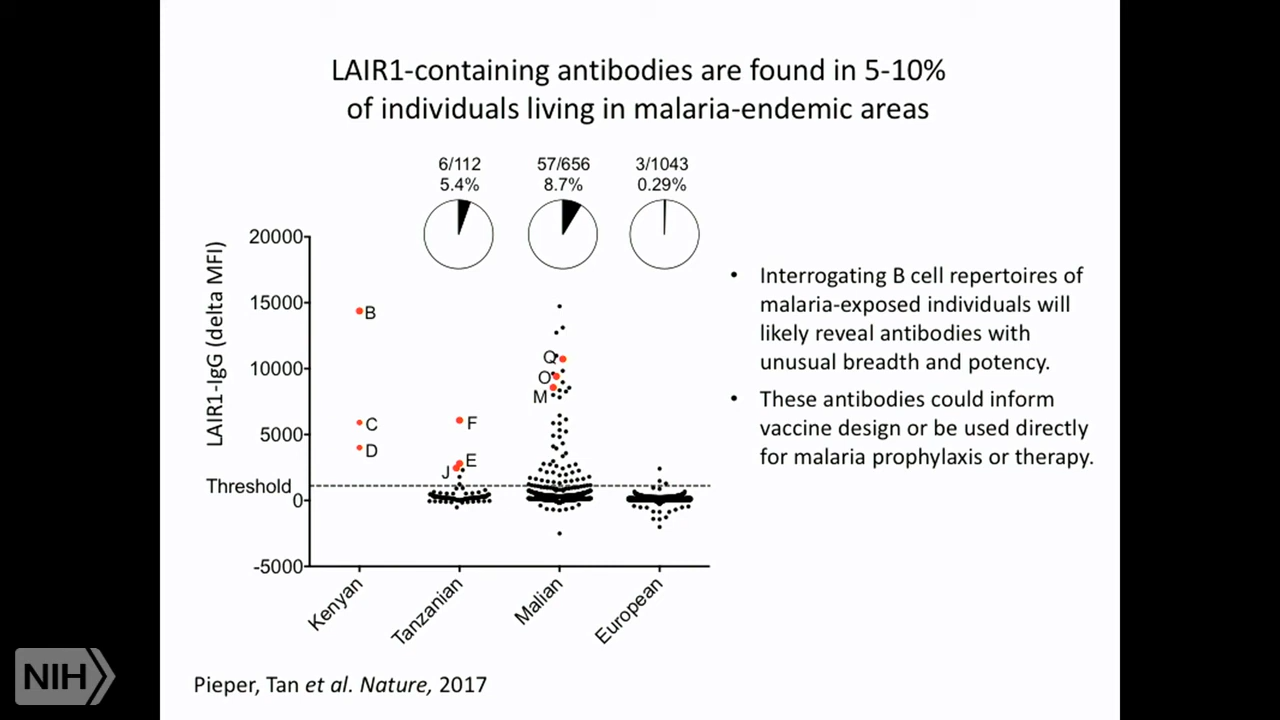 LAIR1-containing antibodies are found in 5-10%
of individuals living in malaria-endemic areas
6/112
5.4%
57/656
8.7%
3/1043
0.29%
LAIR1-IgG (delta MFI)
20000
15000
10000
5000
Threshold
0
-5000
B
C
D
F
E
J
Q
O
M
Kenyan
Tanzanian
Malian
European
• Interrogating B cell repertoires of
malaria-exposed individuals will
likely reveal antibodies with
unusual breadth and potency.
• These antibodies could inform
vaccine design or be used directly
for malaria prophylaxis or therapy.
NIH
Pieper, Tan et al. Nature, 2017